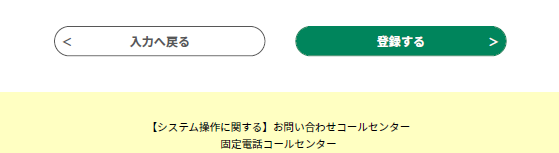 < 入力へ戻る
登録する >
【システム操作に関する】お問い合わせコールセンター
固定電話コールセンター